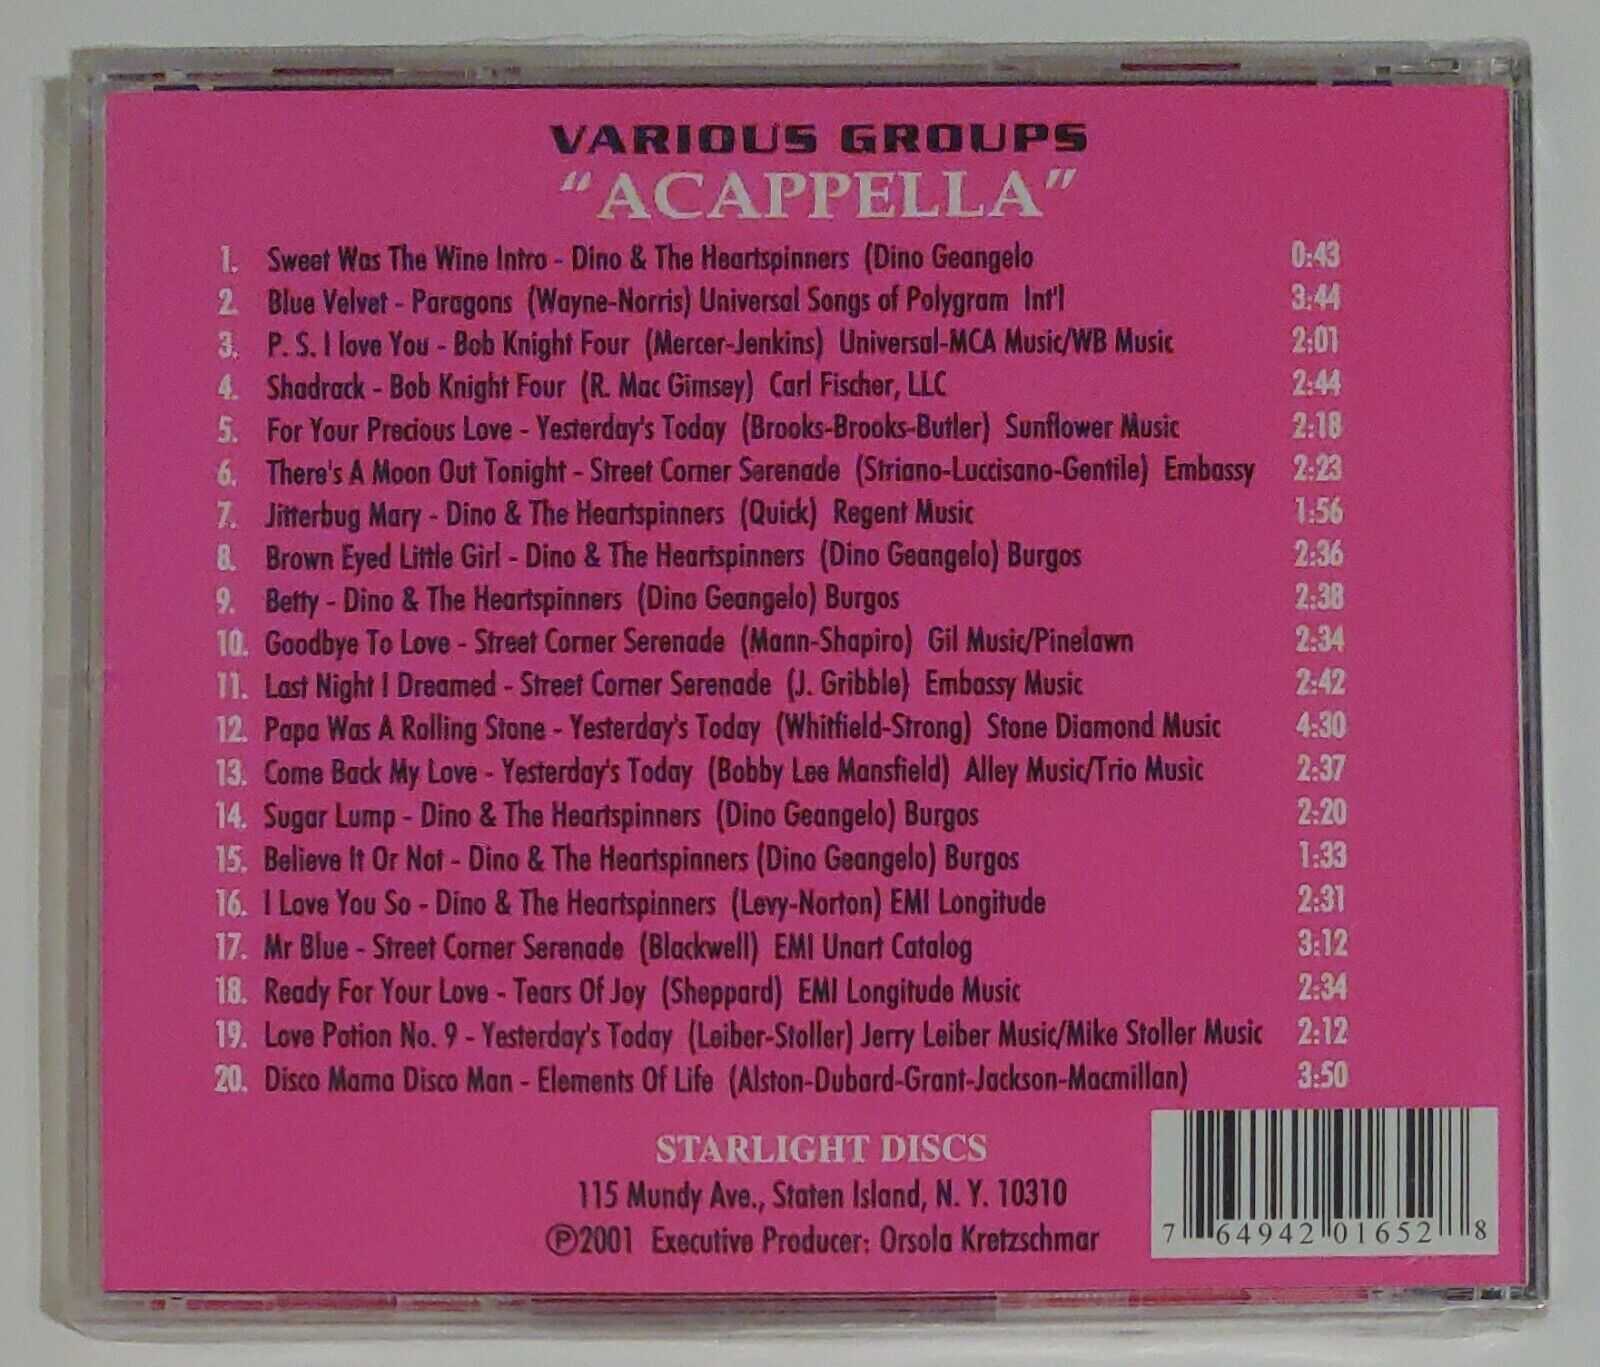 VARIOUS GROUPS
"ACAPPELLA"
1. Sweet Was The Wine Intro - Dino & The Heartspinners (Dino Geangelo 0:43
2. Blue Velvet - Paragons (Wayne-Norris) Universal Songs of Polygram Int'l 3:44
3. P. S. I love You - Bob Knight Four (Mercer-Jenkins) Universal-MCA Music/WB Music 2:01
4. Shadrack - Bob Knight Four (R. Mac Gimsey) Carl Fischer, LLC 2:44
5. For Your Precious Love - Yesterday's Today (Brooks-Brooks-Butler) Sunflower Music 2:18
6. There's A Moon Out Tonight - Street Corner Serenade (Striano-Luccisano-Gentile) Embassy 2:23
7. Jitterbug Mary - Dino & The Heartspinners (Quick) Regent Music 1:56
8. Brown Eyed Little Girl - Dino & The Heartspinners (Dino Geangelo) Burgos 2:36
9. Betty - Dino & The Heartspinners (Dino Geangelo) Burgos 2:38
10. Goodbye To Love - Street Corner Serenade (Mann-Shapiro) Gil Music/Pinelawn 2:34
11. Last Night I Dreamed - Street Corner Serenade (J. Gribble) Embassy Music 2:42
12. Papa Was A Rolling Stone - Yesterday's Today (Whitfield-Strong) Stone Diamond Music 4:30
13. Come Back My Love - Yesterday's Today (Bobby Lee Mansfield) Alley Music/Trio Music 2:37
14. Sugar Lump - Dino & The Heartspinners (Dino Geangelo) Burgos 2:20
15. Believe It Or Not - Dino & The Heartspinners (Dino Geangelo) Burgos 1:33
16. I Love You So - Dino & The Heartspinners (Levy-Norton) EMI Longitude 2:31
17. Mr Blue - Street Corner Serenade (Blackwell) EMI Unart Catalog 3:12
18. Ready For Your Love - Tears Of Joy (Sheppard) EMI Longitude Music 2:34
19. Love Potion No. 9 - Yesterday's Today (Leiber-Stoller) Jerry Leiber Music/Mike Stoller Music 2:12
20. Disco Mama Disco Man - Elements Of Life (Alston-Dubard-Grant-Jackson-Macmillan) 3:50
STARLIGHT DISCS
115 Mundy Ave., Staten Island, N. Y. 10310
℗2001 Executive Producer: Orsola Kretzschmar
7 64942 01652 8